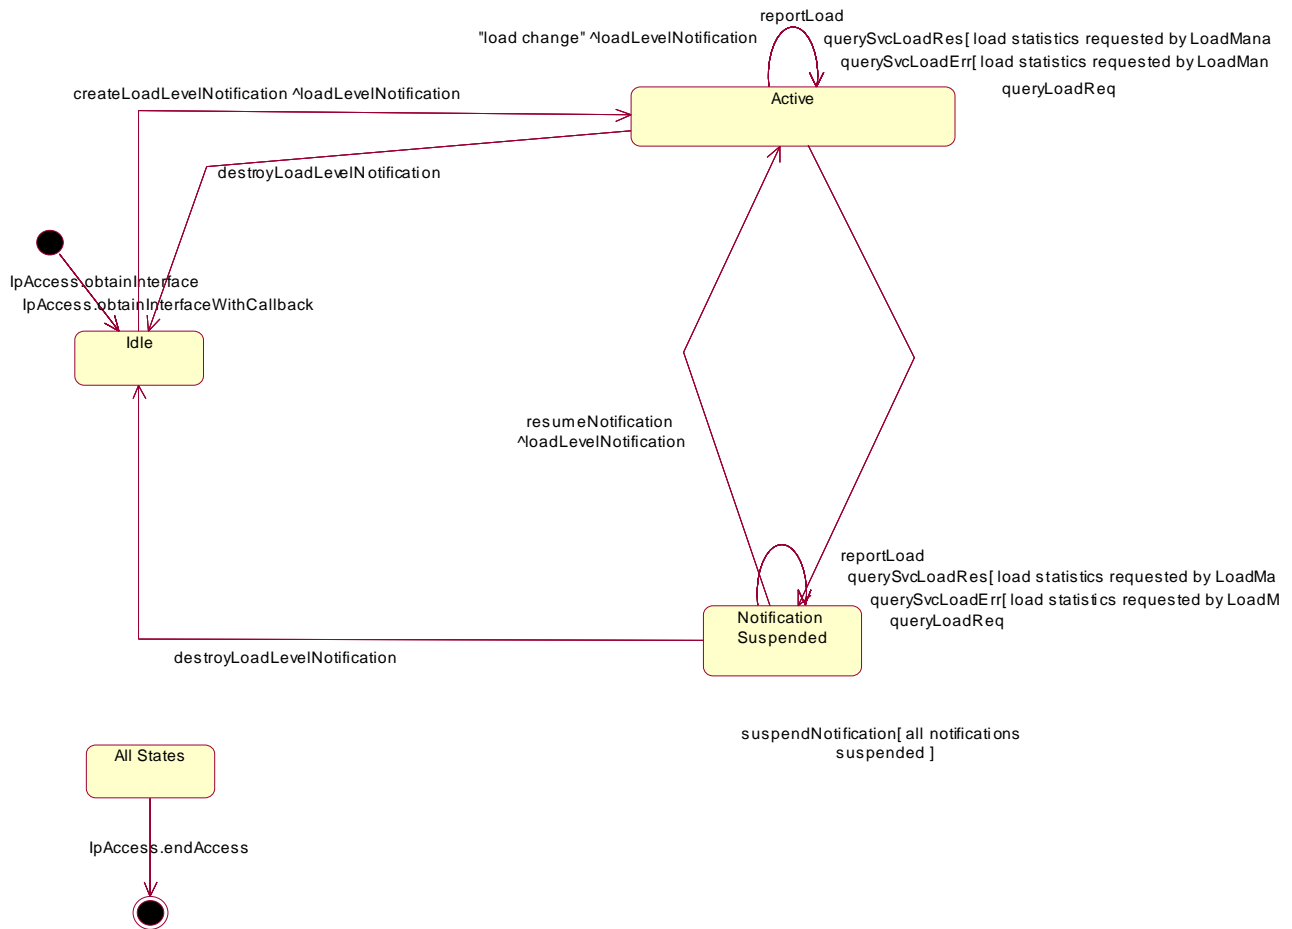 reportLoad
"load change" ^loadLevelNotification
querySvcLoadRes[ load statistics requested by LoadMana
querySvcLoadErr[ load statistics requested by LoadMan
queryLoadReq
createLoadLevelNotification ^loadLevelNotification
Active
destroyLoadLevelNotification
IpAccess.obtainInterface
IpAccess.obtainInterfaceWithCallback
Idle
resumeNotification
^loadLevelNotification
reportLoad
querySvcLoadRes[ load statistics requested by LoadMa
querySvcLoadErr[ load statistics requested by LoadM
queryLoadReq
Notification
Suspended
destroyLoadLevelNotification
suspendNotification[ all notifications
suspended ]
All States
IpAccess.endAccess